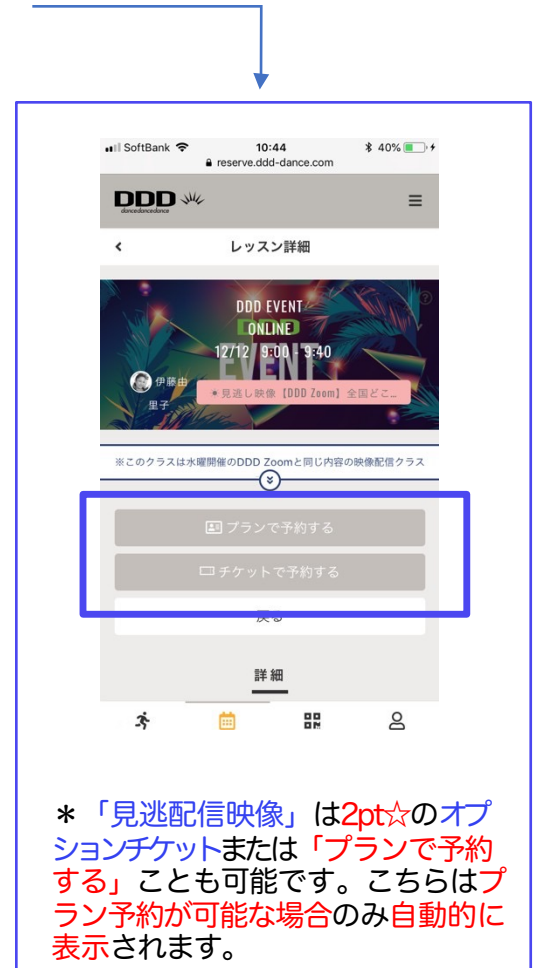 SoftBank 10:44 40%
reserve.ddd-dance.com
DDD
dancedancedance
レッスン詳細
DDD EVENT
ONLINE
12/12 9:00 - 9:40
EVENT
伊藤由
里子
☀見逃し映像【DDD Zoom】全国どこ…
※このクラスは水曜開催のDDD Zoomと同じ内容の映像配信クラス
プランで予約する
チケットで予約する
戻る
詳細
＊「見逃配信映像」は2pt☆のオプ
ションチケットまたは「プランで予約
する」ことも可能です。こちらはプ
ラン予約が可能な場合のみ自動的に
表示されます。